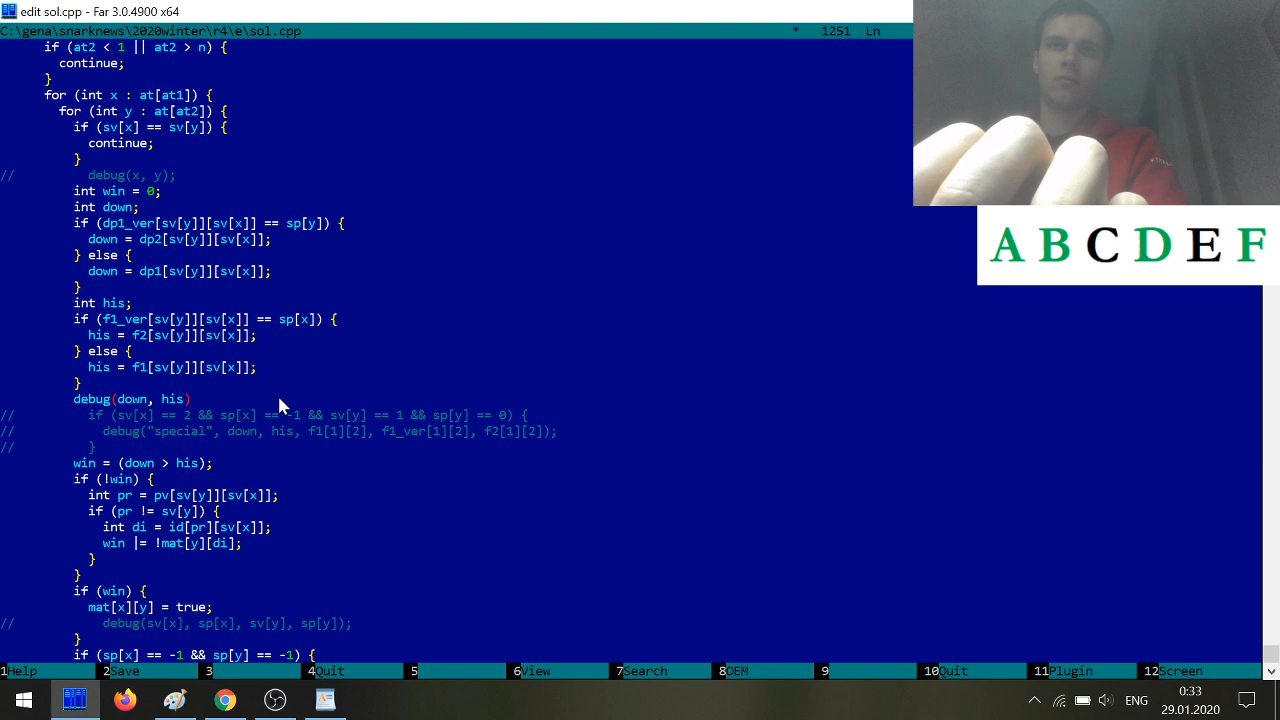 edit sol.cpp - Far 3.0.4900 x64
C:\gena\snarknews\2020winter\r4\e\sol.cpp * 1251 Ln
if (at2 < 1 || at2 > n) {
continue;
}
for (int x : at[at1]) {
for (int y : at[at2]) {
if (sv[x] == sv[y]) {
continue;
}
// debug(x, y);
int win = 0;
int down;
if (dp1_ver[sv[y]][sv[x]] == sp[y]) {
down = dp2[sv[y]][sv[x]];
} else {
down = dp1[sv[y]][sv[x]];
}
int his;
if (f1_ver[sv[y]][sv[x]] == sp[x]) {
his = f2[sv[y]][sv[x]];
} else {
his = f1[sv[y]][sv[x]];
}
debug(down, his)
// if (sv[x] == 2 && sp[x] == -1 && sv[y] == 1 && sp[y] == 0) {
// debug("special", down, his, f1[1][2], f1_ver[1][2], f2[1][2]);
// }
win = (down > his);
if (!win) {
int pr = pv[sv[y]][sv[x]];
if (pr != sv[y]) {
int di = id[pr][sv[x]];
win |= !mat[y][di];
}
}
if (win) {
mat[x][y] = true;
// debug(sv[x], sp[x], sv[y], sp[y]);
}
if (sp[x] == -1 && sp[y] == -1) {
A B C D E F
1Help 2Save 3 4Quit 5 6View 7Search 8OEM 9 10Quit 11Plugin 12Screen
ENG
0:33
29.01.2020